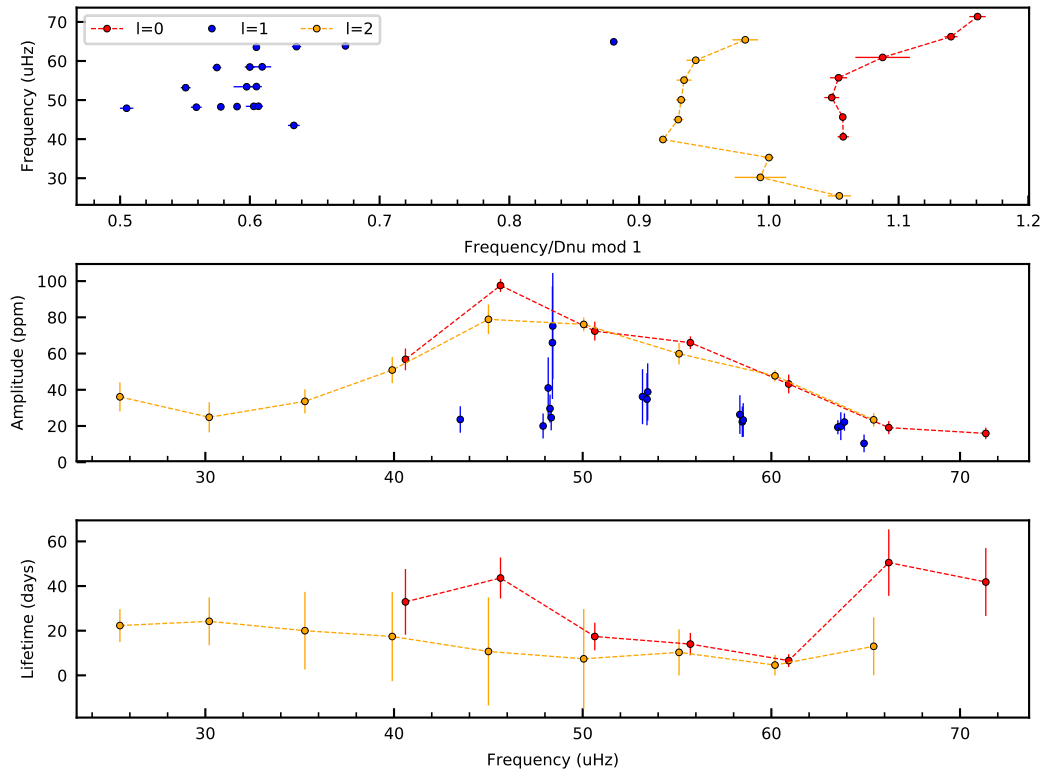 l=0 l=1 l=2
Frequency (uHz)
70
60
50
40
30
0.5 0.6 0.7 0.8 0.9 1.0 1.1 1.2
Frequency/Dnu mod 1
Amplitude (ppm)
100
80
60
40
20
0
30 40 50 60 70
Lifetime (days)
60
40
20
0
30 40 50 60 70
Frequency (uHz)